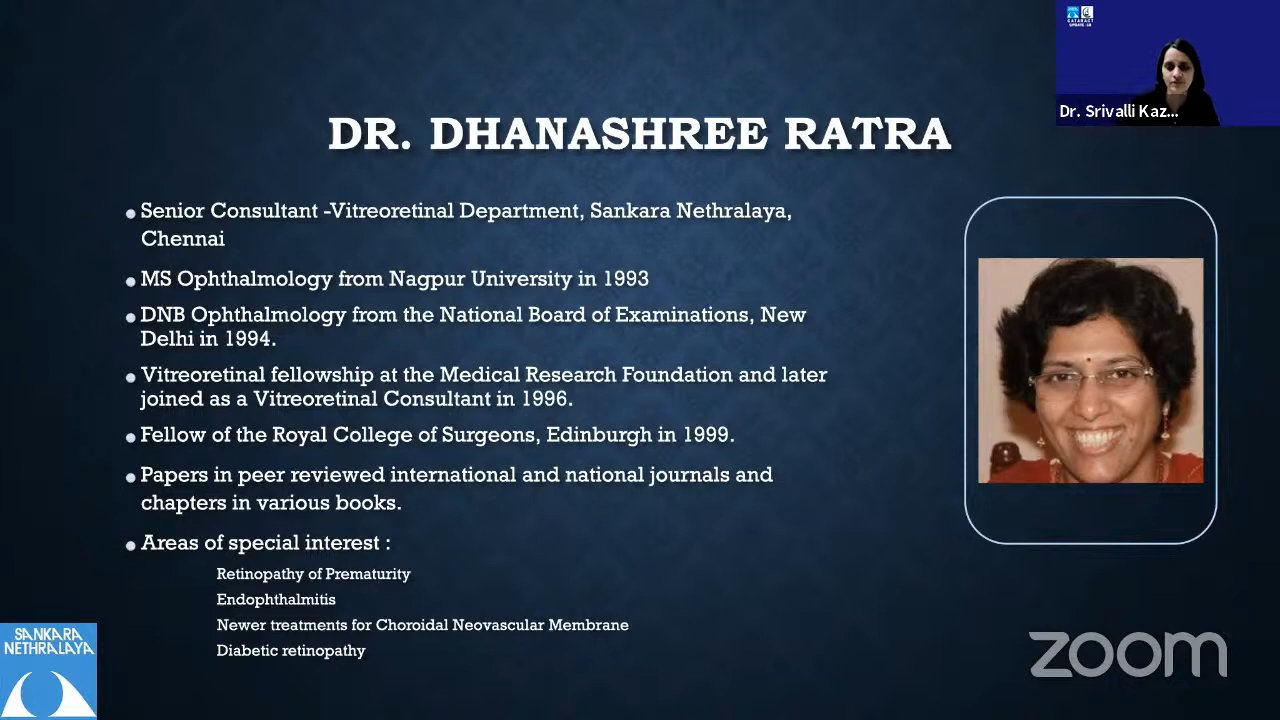 CATARACT
Dr. Srivalli Kaz...
DR. DHANASHREE RATRA
Senior Consultant -Vitreoretinal Department, Sankara Nethralaya,
Chennai
MS Ophthalmology from Nagpur University in 1993
DNB Ophthalmology from the National Board of Examinations, New
Delhi in 1994.
Vitreoretinal fellowship at the Medical Research Foundation and later
joined as a Vitreoretinal Consultant in 1996.
Fellow of the Royal College of Surgeons, Edinburgh in 1999.
Papers in peer reviewed international and national journals and
chapters in various books.
Areas of special interest :
Retinopathy of Prematurity
Endophthalmitis
Newer treatments for Choroidal Neovascular Membrane
Diabetic retinopathy
SANKARA
NETHRALAYA
zoom